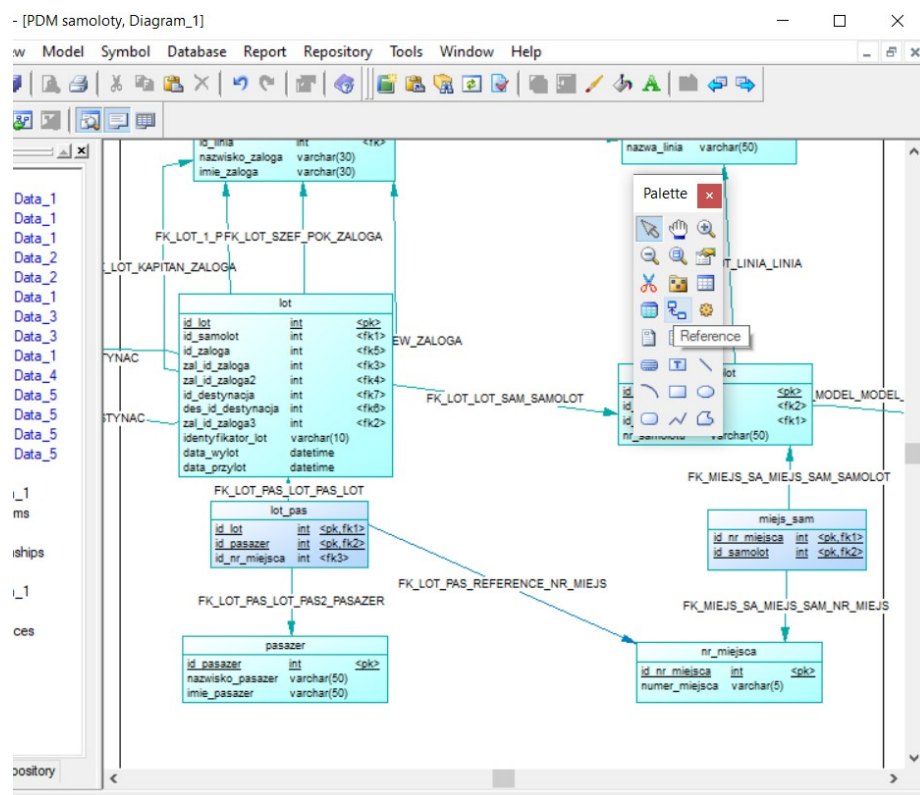 - [PDM samoloty, Diagram_1]
Model Symbol Database Report Repository Tools Window Help
id_linia int <fk>
nazwisko_zaloga varchar(30)
imie_zaloga varchar(30)
nazwa_linia varchar(50)
Palette
Data_1
Data_1
Data_1
Data_2
Data_2
Data_1
Data_3
Data_3
Data_1
Data_4
Data_5
Data_5
Data_5
Data_5
_1
ms
ships
_1
ces
pository
FK_LOT_1_P
FK_LOT_SZEF_POK_ZALOGA
_LOT_KAPITAN_ZALOGA
T_LINIA_LINIA
Reference
lot
id_lot int <pk>
id_samolot int <fk1>
id_zaloga int <fk5>
zal_id_zaloga int <fk3>
zal_id_zaloga2 int <fk4>
id_destynacja int <fk7>
des_id_destynacja int <fk6>
zal_id_zaloga3 int <fk2>
identyfikator_lot varchar(10)
data_wylot datetime
data_przylot datetime
EW_ZALOGA
TYNAC
STYNAC
FK_LOT_LOT_SAM_SAMOLOT
lot
<pk>
<fk2>
<fk1>
nr_samolotu varchar(50)
_MODEL_MODEL_
FK_LOT_PAS_LOT_PAS_LOT
FK_MIEJS_SA_MIEJS_SAM_SAMOLOT
lot_pas
id_lot int <pk,fk1>
id_pasazer int <pk,fk2>
id_nr_miejsca int <fk3>
miejs_sam
id_nr_miejsca int <pk,fk1>
id_samolot int <pk,fk2>
FK_LOT_PAS_REFERENCE_NR_MIEJS
FK_LOT_PAS_LOT_PAS2_PASAZER
FK_MIEJS_SA_MIEJS_SAM_NR_MIEJS
pasazer
id_pasazer int <pk>
nazwisko_pasazer varchar(50)
imie_pasazer varchar(50)
nr_miejsca
id_nr_miejsca int <pk>
numer_miejsca varchar(5)